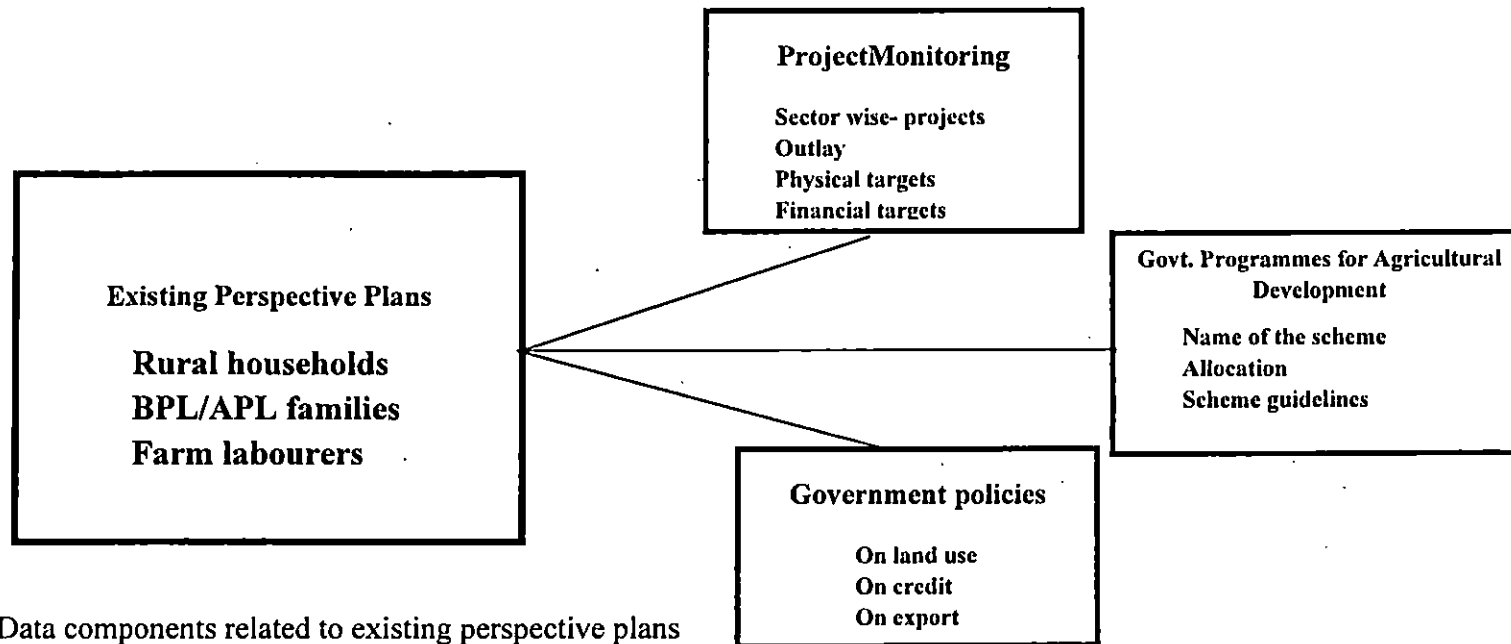 ProjectMonitoring
Sector wise- projects
Outlay
Physical targets
Financial targets
Existing Perspective Plans
Rural households
BPL/APL families
Farm labourers
Govt. Programmes for Agricultural
Development
Name of the scheme
Allocation
Scheme guidelines
Government policies
On land use
On credit
On export
Data components related to existing perspective plans